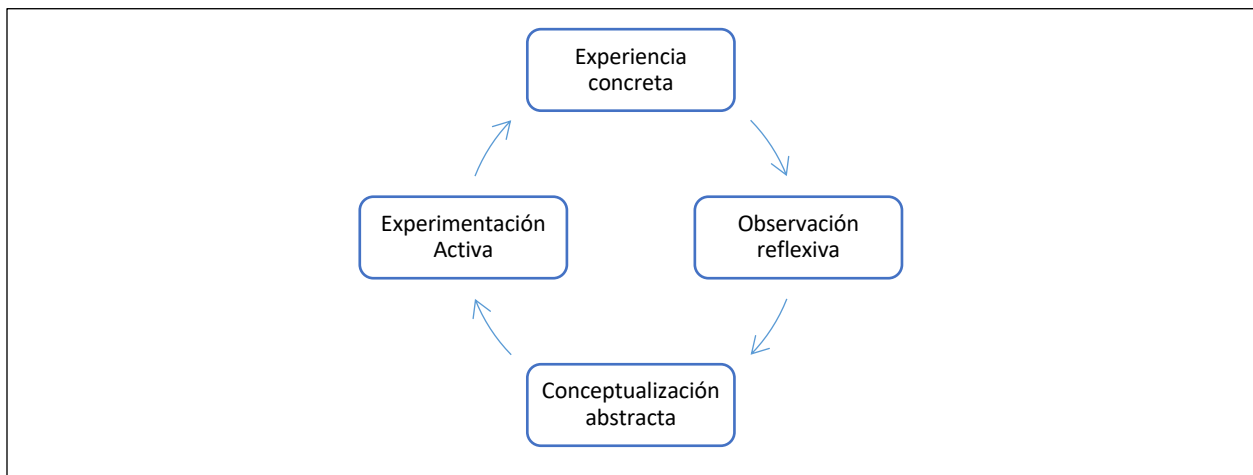 Experiencia
concreta
Experimentación
Activa
Observación
reflexiva
Conceptualización
abstracta